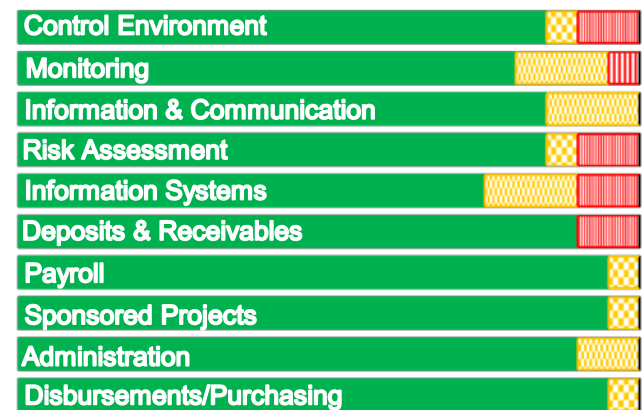 Control Environment
Monitoring
Information & Communication
Risk Assessment
Information Systems
Deposits & Receivables
Payroll
Sponsored Projects
Administration
Disbursements/Purchasing